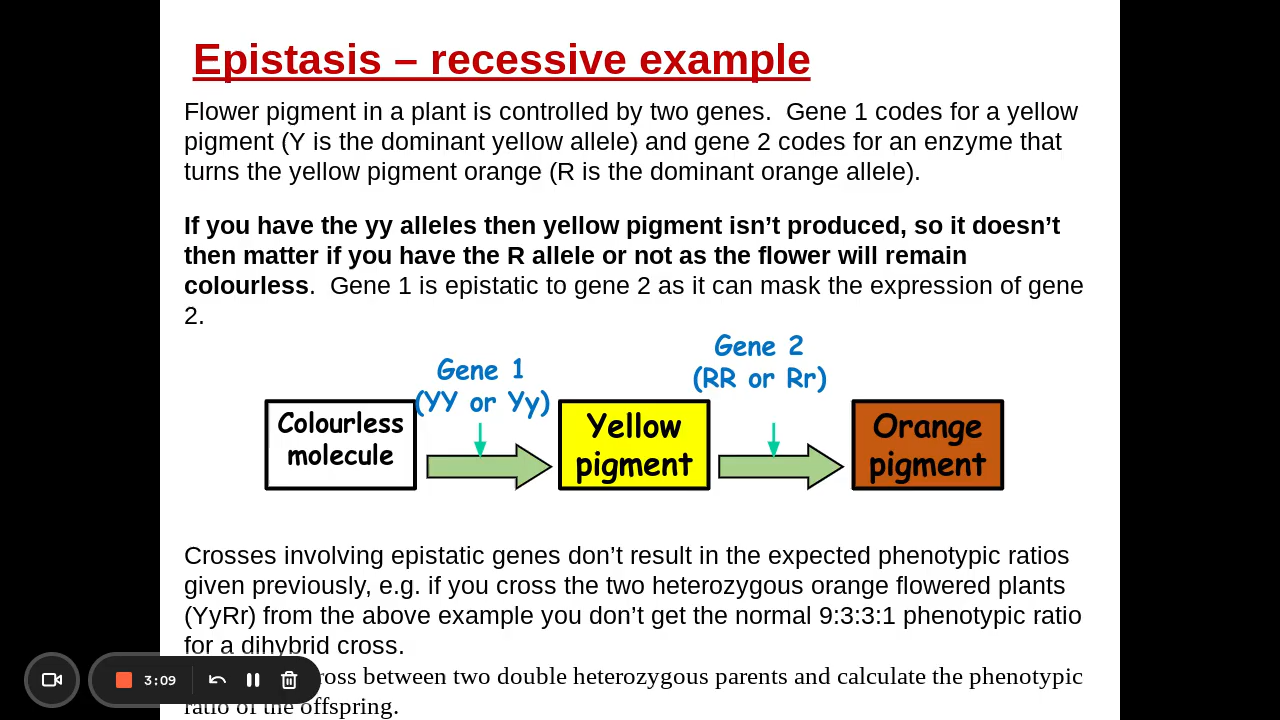 Epistasis – recessive example
Flower pigment in a plant is controlled by two genes.  Gene 1 codes for a yellow
pigment (Y is the dominant yellow allele) and gene 2 codes for an enzyme that
turns the yellow pigment orange (R is the dominant orange allele).
If you have the yy alleles then yellow pigment isn’t produced, so it doesn’t
then matter if you have the R allele or not as the flower will remain
colourless.  Gene 1 is epistatic to gene 2 as it can mask the expression of gene
2.
Gene 1
(YY or Yy)
Gene 2
(RR or Rr)
Colourless
molecule
Yellow
pigment
Orange
pigment
Crosses involving epistatic genes don’t result in the expected phenotypic ratios
given previously, e.g. if you cross the two heterozygous orange flowered plants
(YyRr) from the above example you don’t get the normal 9:3:3:1 phenotypic ratio
for a dihybrid cross.
between two double heterozygous parents and calculate the phenotypic
ratio of the offspring.
3:09